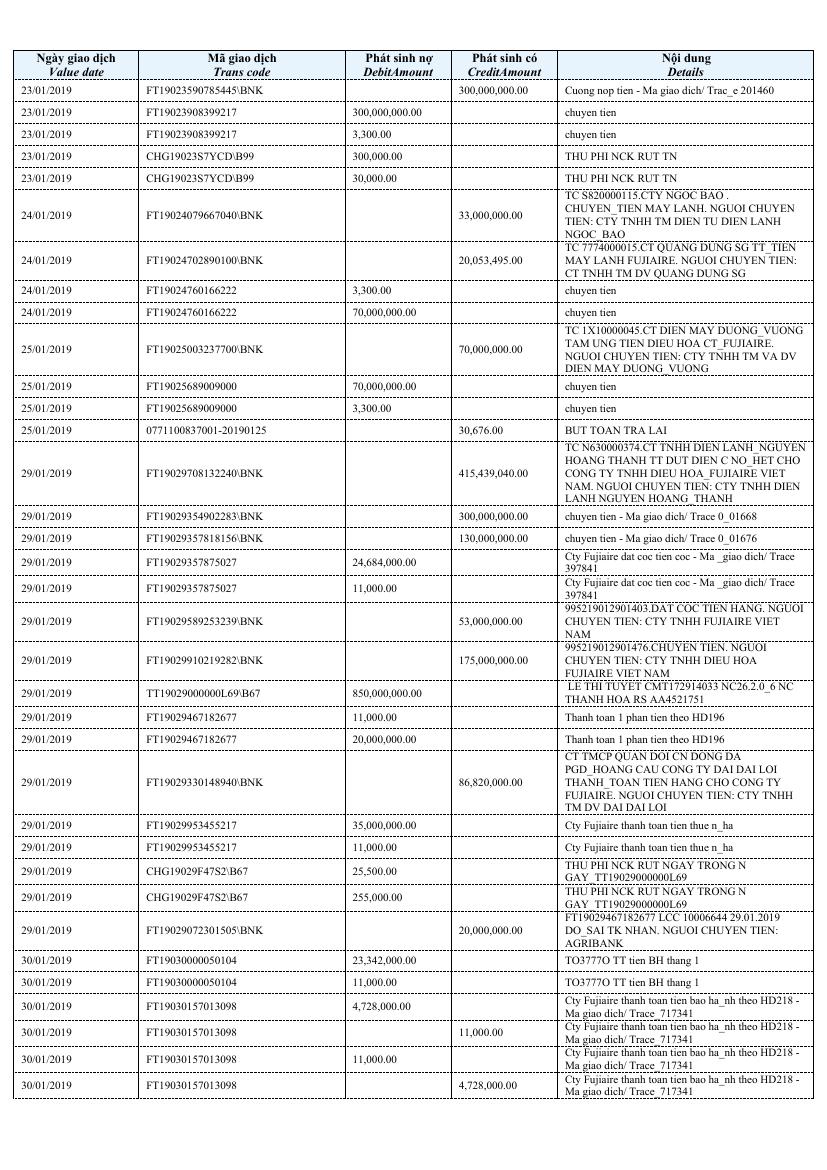 Ngày giao dịch Mã giao dịch Phát sinh nợ Phát sinh có Nội dung
Value date Trans code DebitAmount CreditAmount Details
23/01/2019 FT19023590785445\BNK 300,000,000.00 Cuong nop tien - Ma giao dich/ Trac_e 201460
23/01/2019 FT19023908399217 300,000,000.00 chuyen tien
23/01/2019 FT19023908399217 3,300.00 chuyen tien
23/01/2019 CHG19023S7YCD\B99 300,000.00 THU PHI NCK RUT TN
23/01/2019 CHG19023S7YCD\B99 30,000.00 THU PHI NCK RUT TN
24/01/2019 FT19024079667040\BNK 33,000,000.00 TC S820000115.CTY NGOC BAO .
CHUYEN_TIEN MAY LANH. NGUOI CHUYEN
TIEN: CTY TNHH TM DIEN TU DIEN LANH
NGOC_BAO
24/01/2019 FT19024702890100\BNK 20,053,495.00 TC 7774000015.CT QUANG DUNG SG TT_TIEN
MAY LANH FUJIAIRE. NGUOI CHUYEN TIEN:
CT TNHH TM DV QUANG DUNG SG
24/01/2019 FT19024760166222 3,300.00 chuyen tien
24/01/2019 FT19024760166222 70,000,000.00 chuyen tien
25/01/2019 FT19025003237700\BNK 70,000,000.00 TC 1X10000045.CT DIEN MAY DUONG_VUONG
TAM UNG TIEN DIEU HOA CT_FUJIAIRE.
NGUOI CHUYEN TIEN: CTY TNHH TM VA DV
DIEN MAY DUONG_VUONG
25/01/2019 FT19025689009000 70,000,000.00 chuyen tien
25/01/2019 FT19025689009000 3,300.00 chuyen tien
25/01/2019 0771100837001-20190125 30,676.00 BUT TOAN TRA LAI
29/01/2019 FT19029708132240\BNK 415,439,040.00 TC N630000374.CT TNHH DIEN LANH_NGUYEN
HOANG THANH TT DUT DIEN C NO_HET CHO
CONG TY TNHH DIEU HOA_FUJIAIRE VIET
NAM. NGUOI CHUYEN TIEN: CTY TNHH DIEN
LANH NGUYEN HOANG_THANH
29/01/2019 FT19029354902283\BNK 300,000,000.00 chuyen tien - Ma giao dich/ Trace 0_01668
29/01/2019 FT19029357818156\BNK 130,000,000.00 chuyen tien - Ma giao dich/ Trace 0_01676
29/01/2019 FT19029357875027 24,684,000.00 Cty Fujiaire dat coc tien coc - Ma _giao dich/ Trace
397841
29/01/2019 FT19029357875027 11,000.00 Cty Fujiaire dat coc tien coc - Ma _giao dich/ Trace
397841
29/01/2019 FT19029589253239\BNK 53,000,000.00 995219012901403.DAT COC TIEN HANG. NGUOI
CHUYEN TIEN: CTY TNHH FUJIAIRE VIET
NAM
29/01/2019 FT19029910219282\BNK 175,000,000.00 995219012901476.CHUYEN TIEN. NGUOI
CHUYEN TIEN: CTY TNHH DIEU HOA
FUJIAIRE VIET NAM
29/01/2019 TT19029000000L69\B67 850,000,000.00 LE THI TUYET CMT172914033 NC26.2.0_6 NC
THANH HOA RS AA4521751
29/01/2019 FT19029467182677 11,000.00 Thanh toan 1 phan tien theo HD196
29/01/2019 FT19029467182677 20,000,000.00 Thanh toan 1 phan tien theo HD196
29/01/2019 FT19029330148940\BNK 86,820,000.00 CT TMCP QUAN DOI CN DONG DA
PGD_HOANG CAU CONG TY DAI DAI LOI
THANH_TOAN TIEN HANG CHO CONG TY
FUJIAIRE. NGUOI CHUYEN TIEN: CTY TNHH
TM DV DAI DAI LOI
29/01/2019 FT19029953455217 35,000,000.00 Cty Fujiaire thanh toan tien thue n_ha
29/01/2019 FT19029953455217 11,000.00 Cty Fujiaire thanh toan tien thue n_ha
29/01/2019 CHG19029F47S2\B67 25,500.00 THU PHI NCK RUT NGAY TRONG N
GAY_TT19029000000L69
29/01/2019 CHG19029F47S2\B67 255,000.00 THU PHI NCK RUT NGAY TRONG N
GAY_TT19029000000L69
29/01/2019 FT19029072301505\BNK 20,000,000.00 FT19029467182677 LCC 10006644 29.01.2019
DO_SAI TK NHAN. NGUOI CHUYEN TIEN:
AGRIBANK
30/01/2019 FT19030000050104 23,342,000.00 TO3777O TT tien BH thang 1
30/01/2019 FT19030000050104 11,000.00 TO3777O TT tien BH thang 1
30/01/2019 FT19030157013098 4,728,000.00 Cty Fujiaire thanh toan tien bao ha_nh theo HD218 -
Ma giao dich/ Trace_717341
30/01/2019 FT19030157013098 11,000.00 Cty Fujiaire thanh toan tien bao ha_nh theo HD218 -
Ma giao dich/ Trace_717341
30/01/2019 FT19030157013098 11,000.00 Cty Fujiaire thanh toan tien bao ha_nh theo HD218 -
Ma giao dich/ Trace_717341
30/01/2019 FT19030157013098 4,728,000.00 Cty Fujiaire thanh toan tien bao ha_nh theo HD218 -
Ma giao dich/ Trace_717341